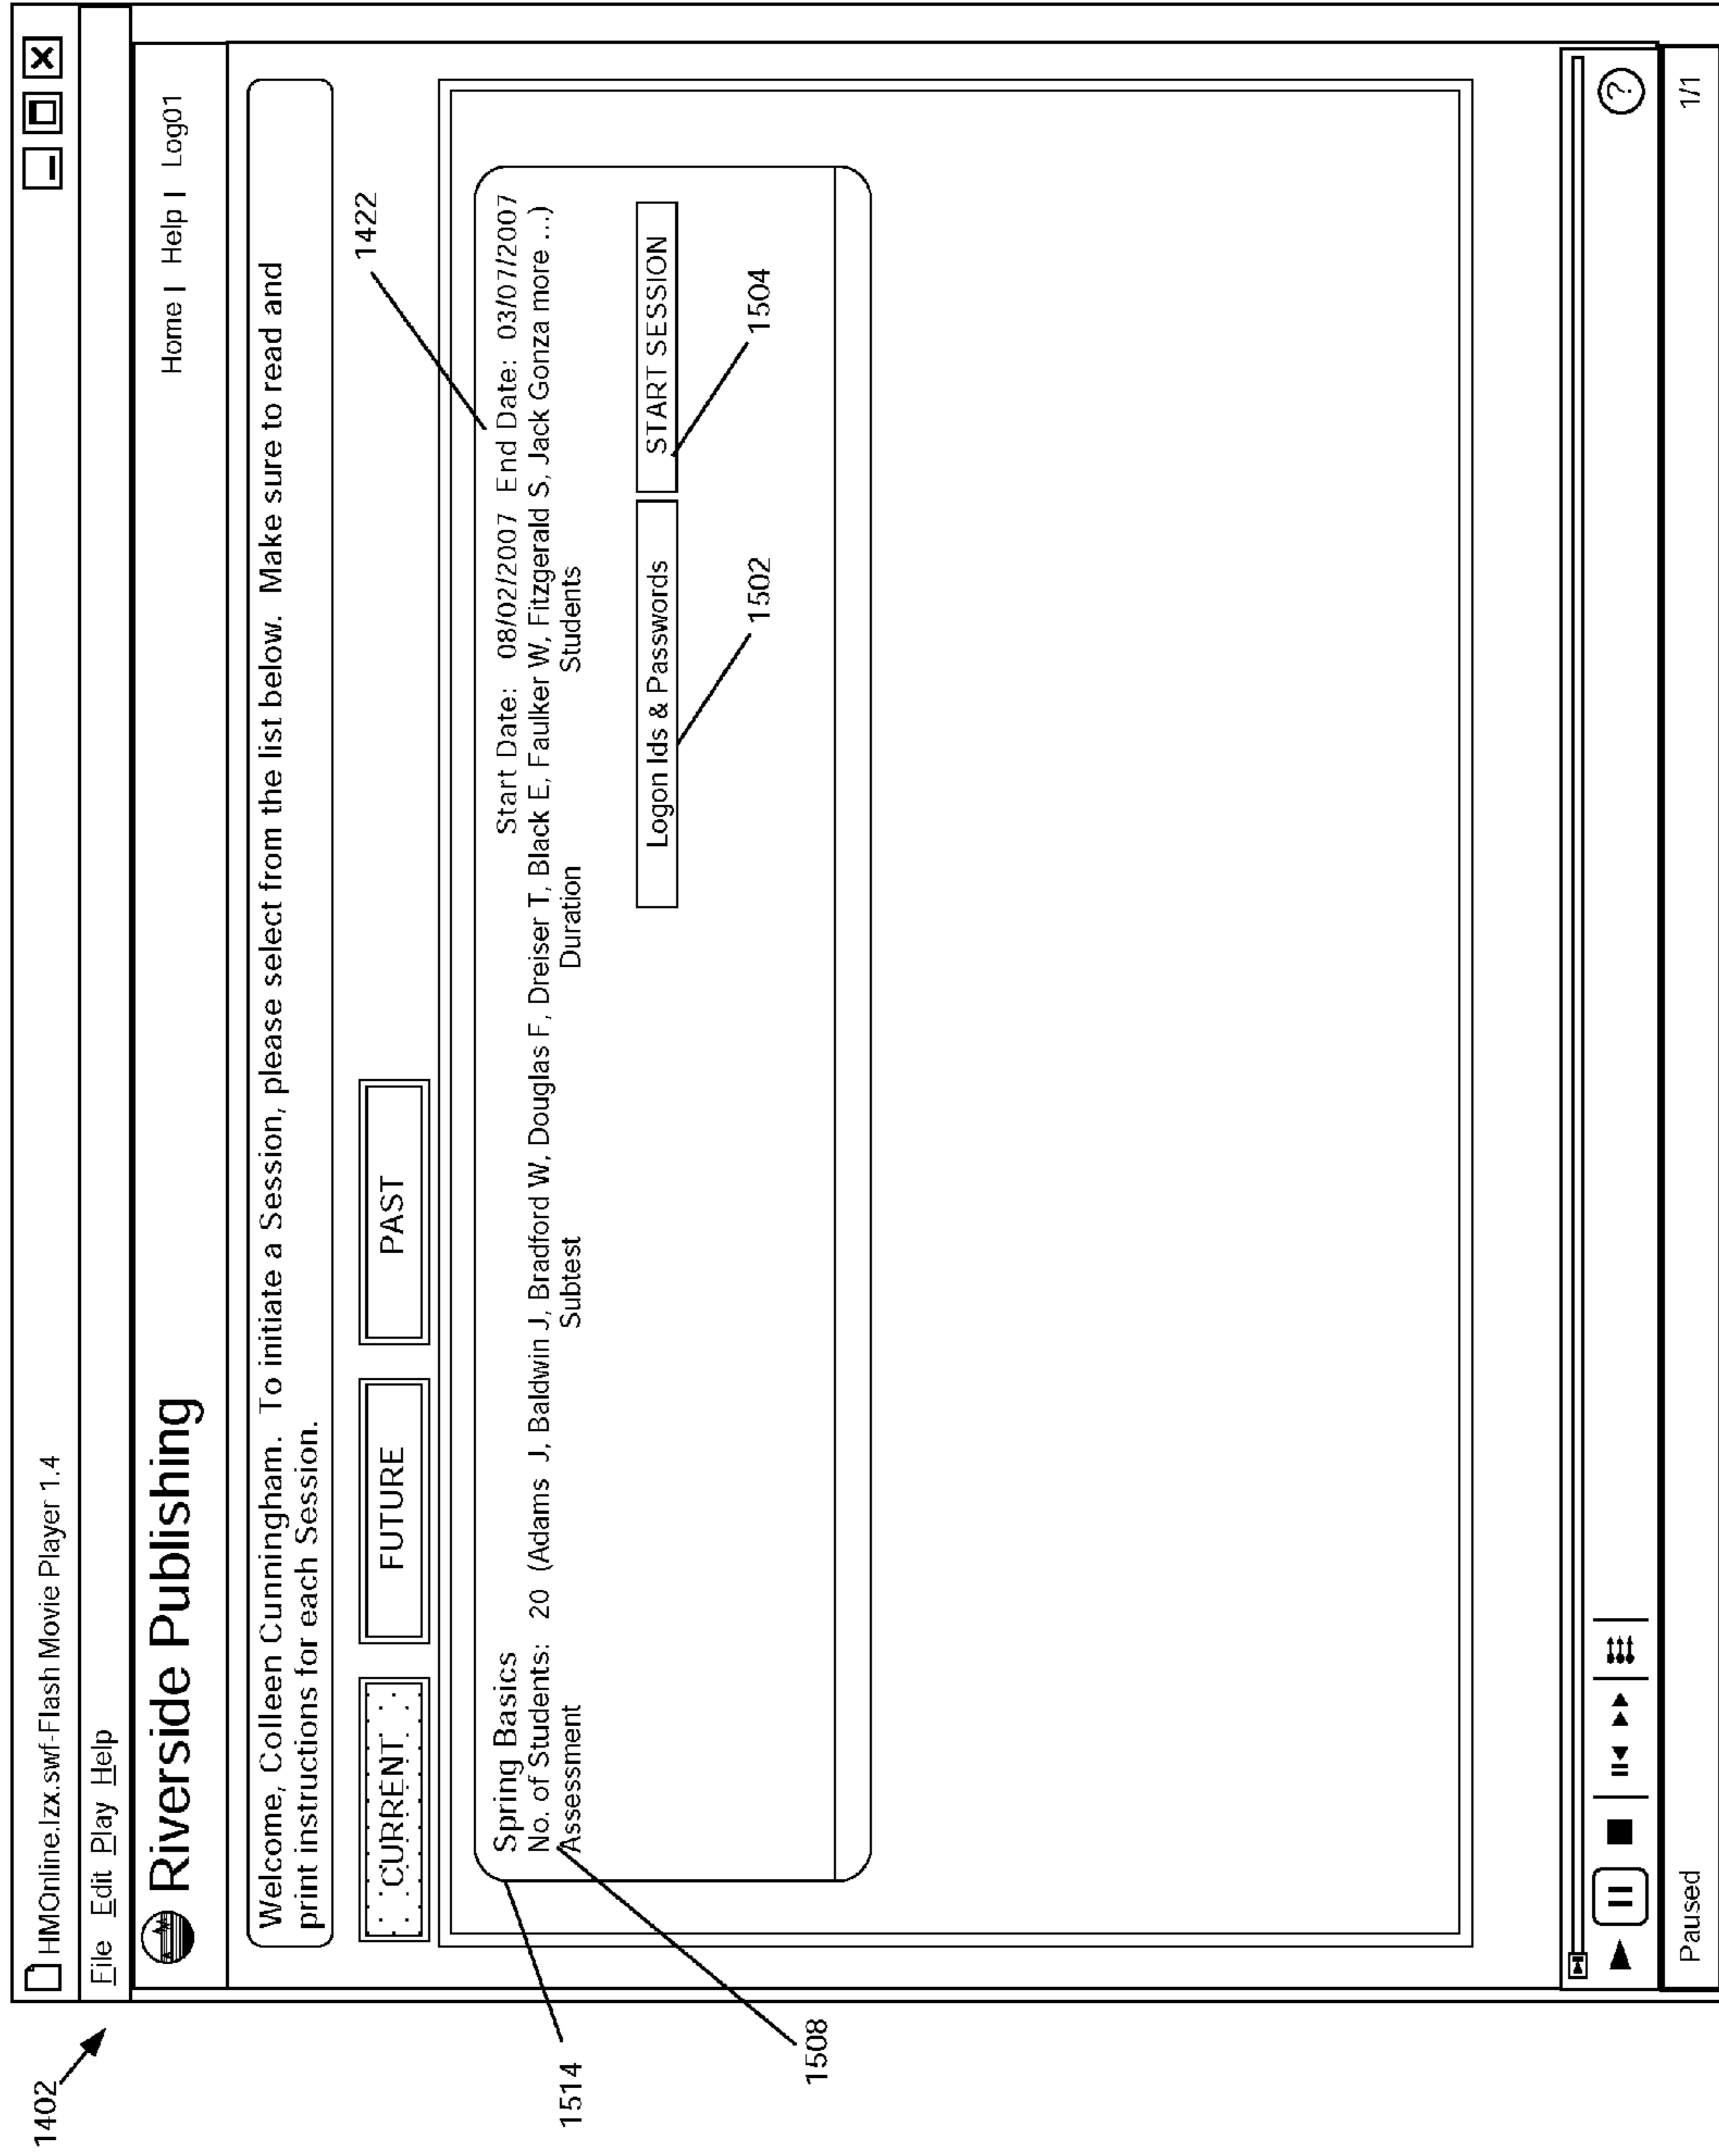 1402
HMOnline.lzx.swf-Flash Movie Player 1.4
File Edit Play Help
Riverside Publishing
Home | Help | Log01
Welcome, Colleen Cunningham. To initiate a Session, please select from the list below. Make sure to read and
print instructions for each Session.
CURRENT FUTURE PAST
1422
Spring Basics Start Date: 08/02/2007 End Date: 03/07/2007
No. of Students: 20 (Adams J, Baldwin J, Bradford W, Douglas F, Dreiser T, Black E, Faulker W, Fitzgerald S, Jack Gonza more ...)
Assessment Subtest Duration Students
Logon Ids & Passwords START SESSION
1514
1502
1504
1508
?
Paused 1/1